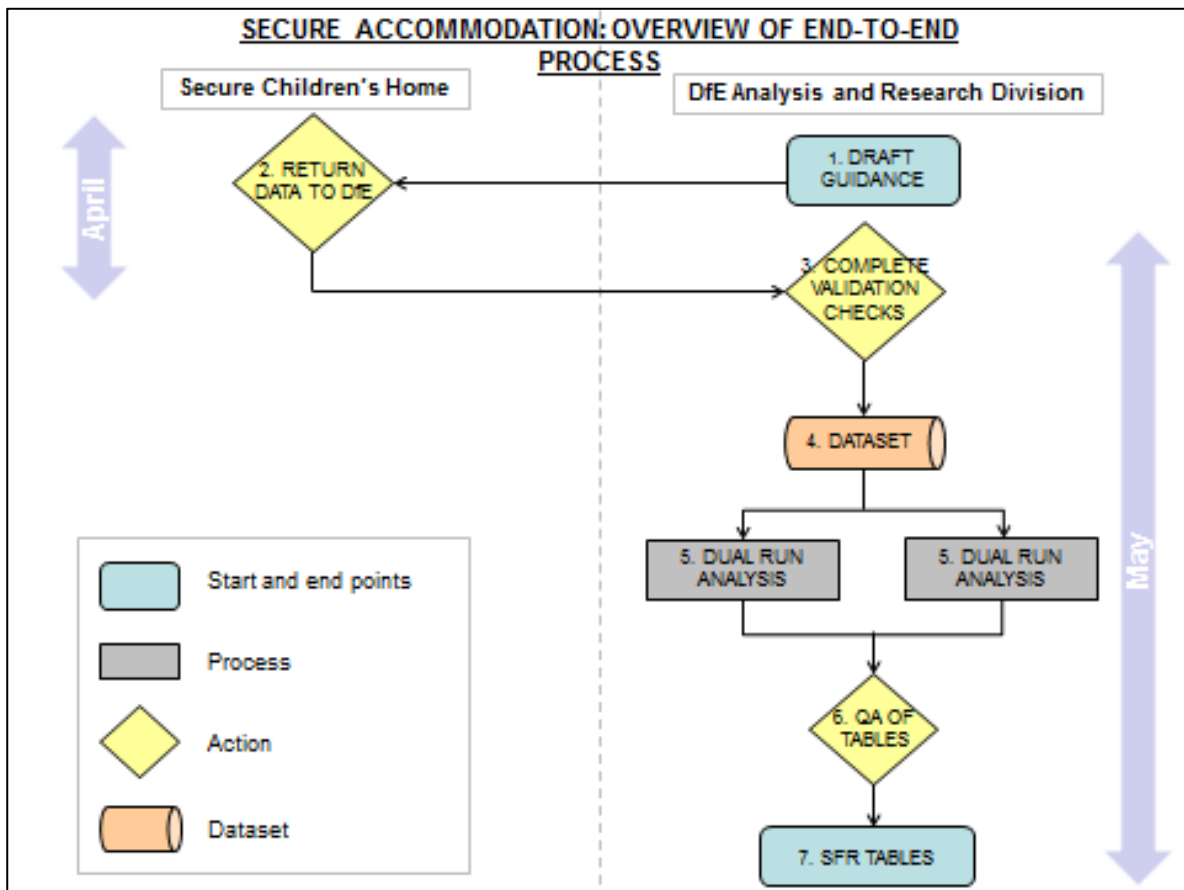 SECURE ACCOMMODATION: OVERVIEW OF END-TO-END
PROCESS
Secure Children's Home
DfE Analysis and Research Division
April
2. RETURN
DATA TO DfE
1. DRAFT
GUIDANCE
3. COMPLETE
VALIDATION
CHECKS
4. DATASET
5. DUAL RUN
ANALYSIS
5. DUAL RUN
ANALYSIS
May
6. QA OF
TABLES
7. SFR TABLES
Start and end points
Process
Action
Dataset